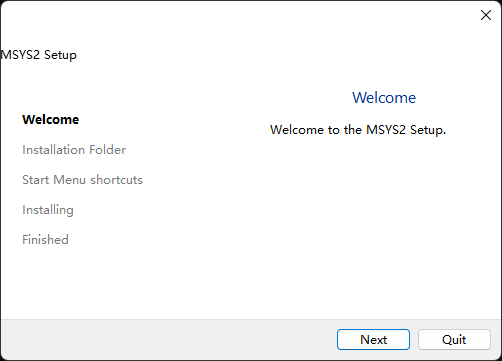 MSYS2 Setup
Welcome
Installation Folder
Start Menu shortcuts
Installing
Finished
Welcome
Welcome to the MSYS2 Setup.
Next
Quit